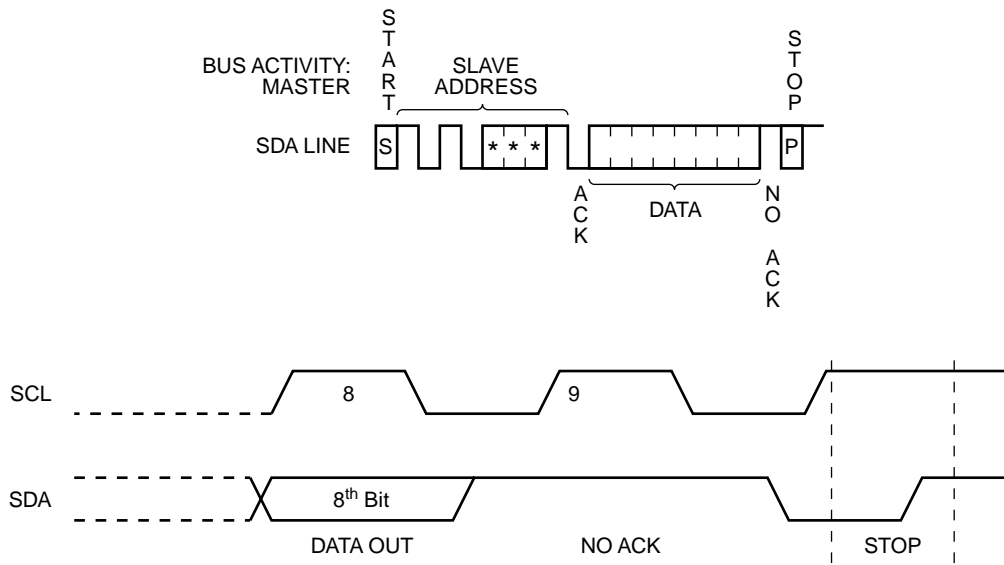 START
STOP
BUS ACTIVITY:
MASTER
SLAVE
ADDRESS
SDA LINE
S
* * *
P
ACK
DATA
NO ACK
SCL
8
9
SDA
8th Bit
DATA OUT
NO ACK
STOP